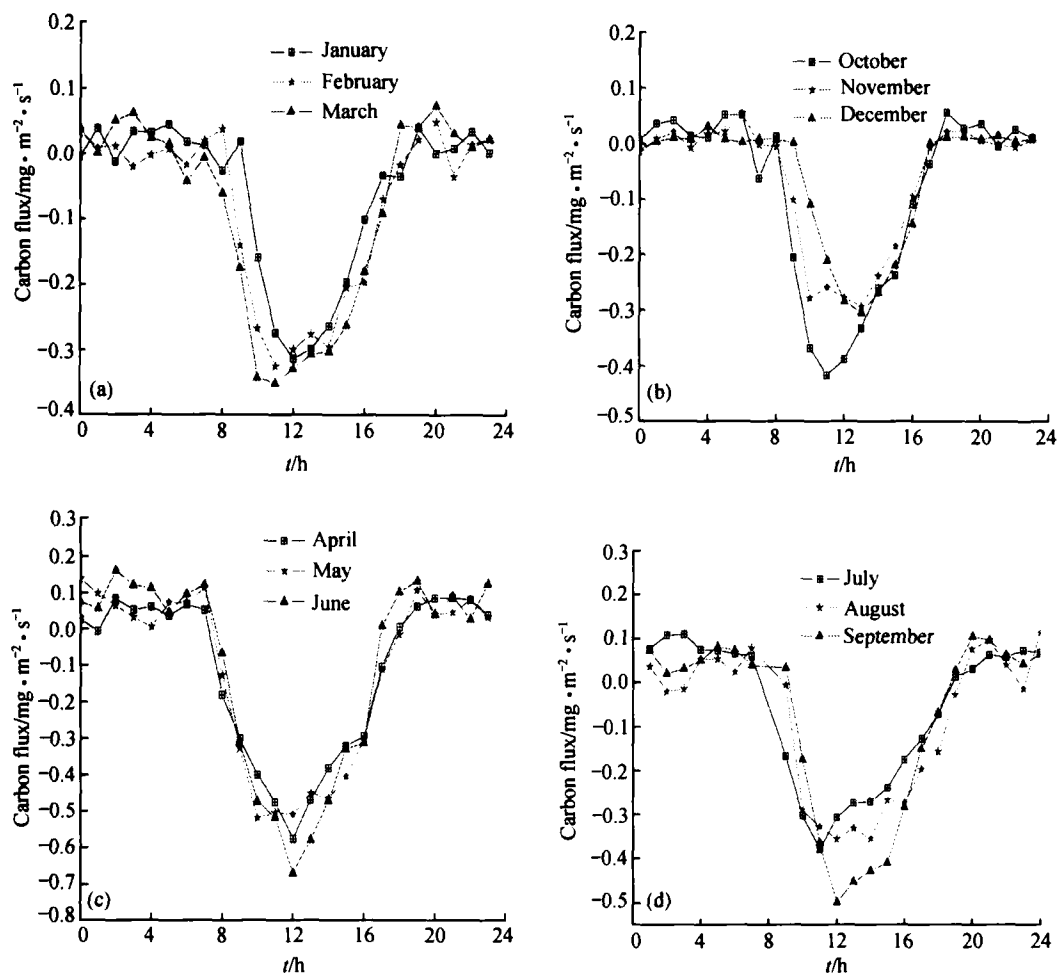 Carbon flux/mg · m⁻² · s⁻¹
0.2
0.1
0.0
−0.1
−0.2
−0.3
−0.4
January
February
March
(a)
0 4 8 12 16 20 24
t/h
Carbon flux/mg · m⁻² · s⁻¹
0.2
0.1
0.0
−0.1
−0.2
−0.3
−0.4
−0.5
October
November
December
(b)
0 4 8 12 16 20 24
t/h
Carbon flux/mg · m⁻² · s⁻¹
0.3
0.2
0.1
0.0
−0.1
−0.2
−0.3
−0.4
−0.5
−0.6
−0.7
−0.8
April
May
June
(c)
0 4 8 12 16 20 24
t/h
Carbon flux/mg · m⁻² · s⁻¹
0.3
0.2
0.1
0.0
−0.1
−0.2
−0.3
−0.4
−0.5
July
August
September
(d)
0 4 8 12 16 20 24
t/h